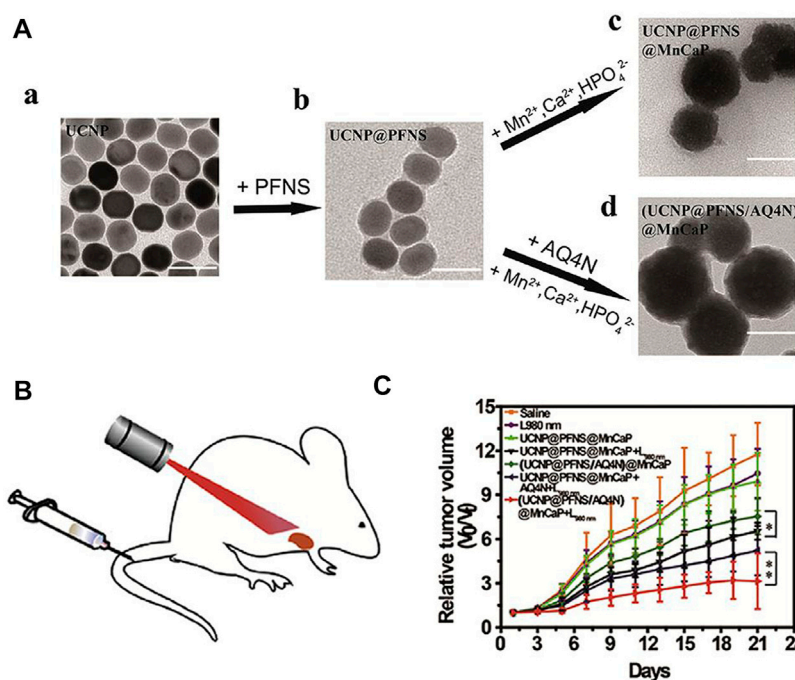 A
a
UCNP
+ PFNS
b
UCNP@PFNS
+ Mn²⁺,Ca²⁺,HPO₄²⁻
c
UCNP@PFNS
@MnCaP
+ AQ4N
+ Mn²⁺,Ca²⁺,HPO₄²⁻
d
(UCNP@PFNS/AQ4N)
@MnCaP
B
C
Relative tumor volume
(V₀/Vᵢ)
15
12
9
6
3
0
Saline
L980 nm
UCNP@PFNS@MnCaP
UCNP@PFNS@MnCaP+L₉₈₀ ₙₘ
(UCNP@PFNS/AQ4N)@MnCaP
UCNP@PFNS@MnCaP+
AQ4N+L₉₈₀ ₙₘ
(UCNP@PFNS/AQ4N)
@MnCaP+L₉₈₀ ₙₘ
*
**
0 3 6 9 12 15 18 21 24
Days